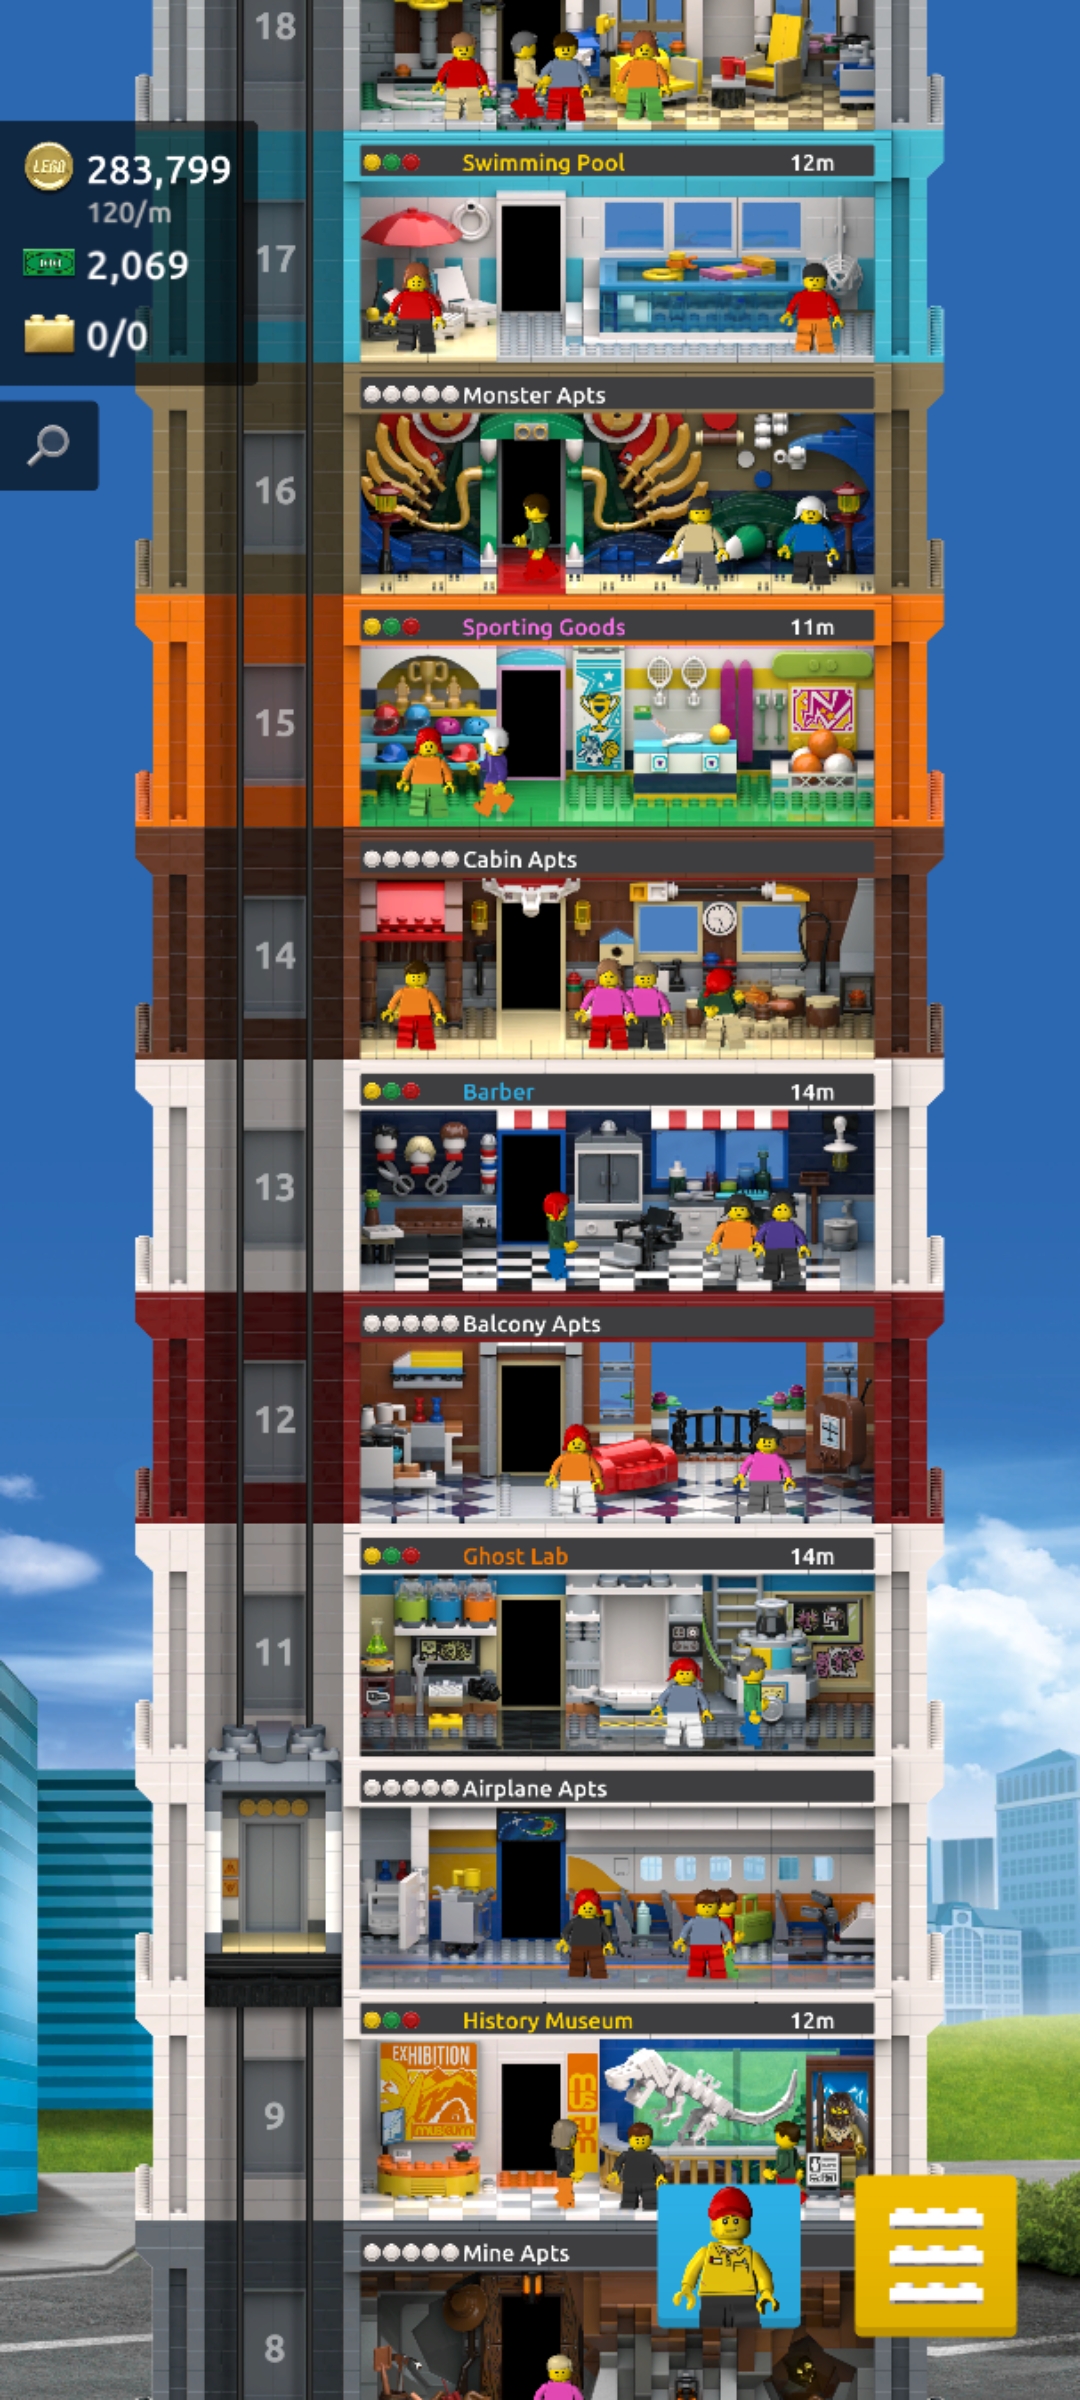 18
LEGO
283,799
120/m
2,069
0/0
Swimming Pool 12m
17
Monster Apts
16
Sporting Goods 11m
15
Cabin Apts
14
Barber 14m
13
Balcony Apts
12
Ghost Lab 14m
11
Airplane Apts
History Museum 12m
EXHIBITION
museum
9
Mine Apts
8